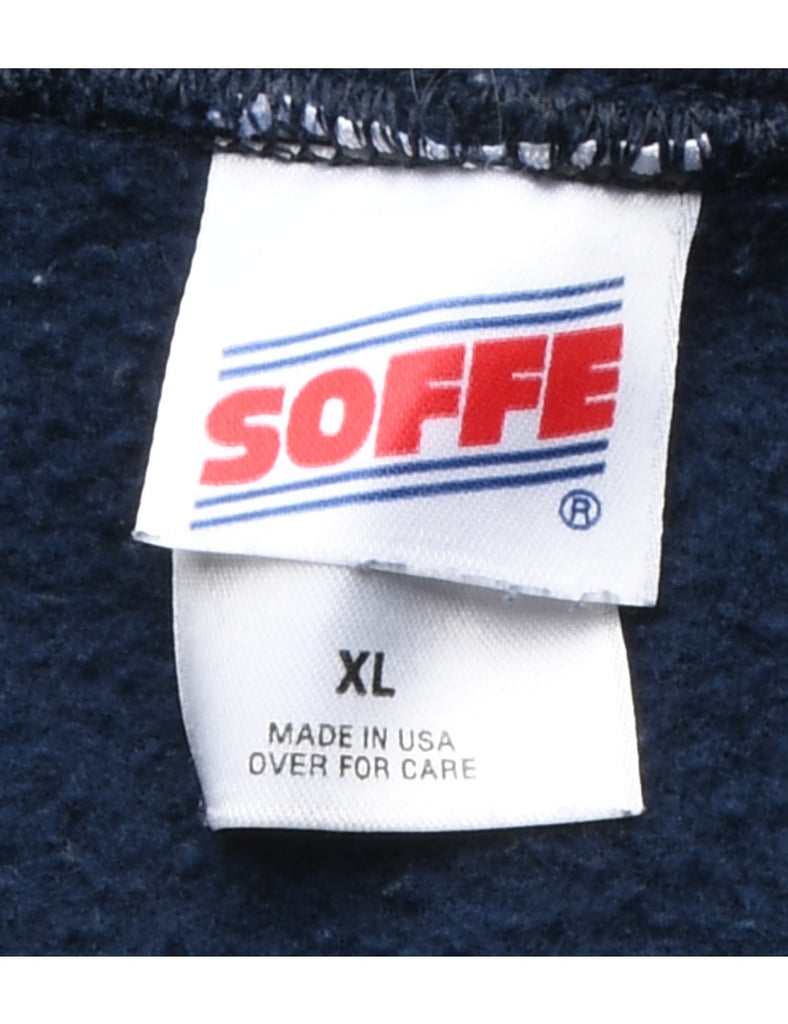 SOFFE
®
XL
MADE IN USA
OVER FOR CARE